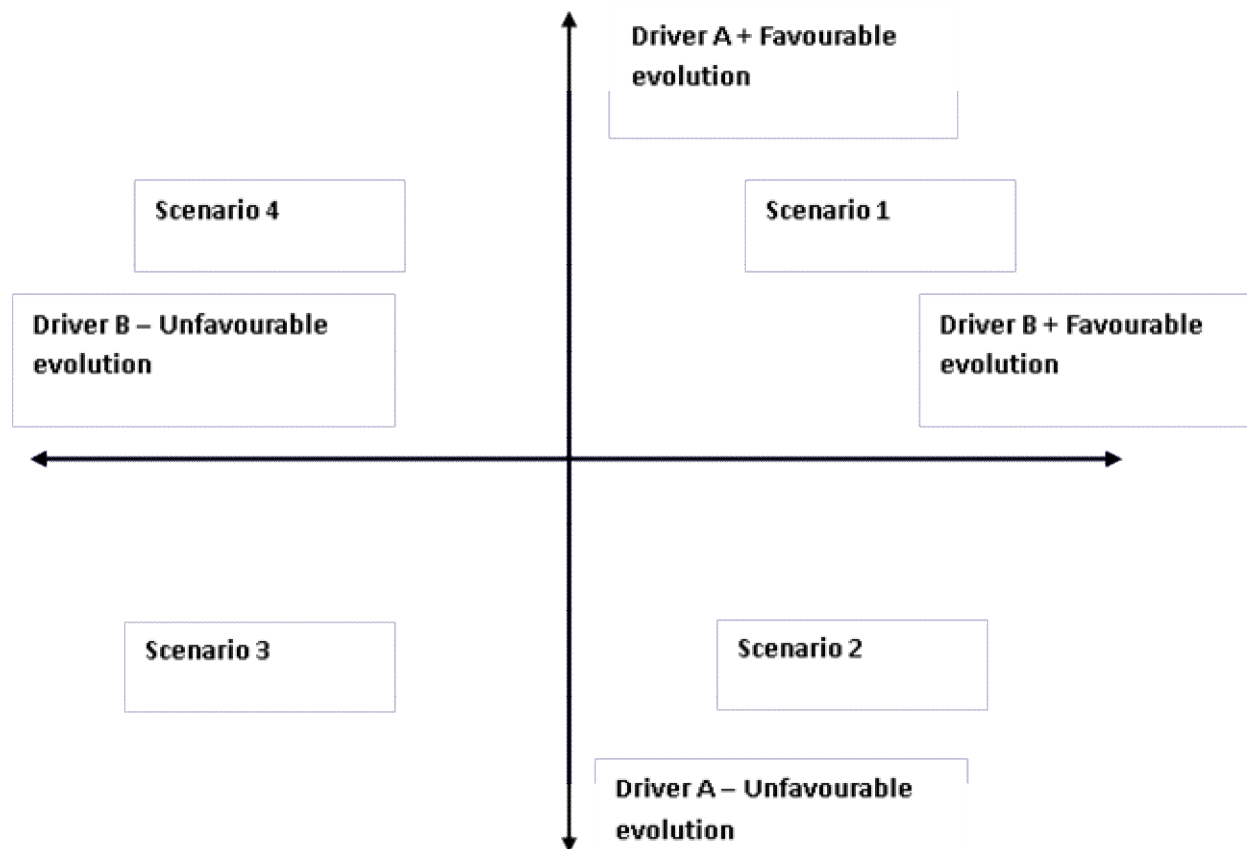 Driver A + Favourable
evolution
Scenario 4
Scenario 1
Driver B – Unfavourable
evolution
Driver B + Favourable
evolution
Scenario 3
Scenario 2
Driver A – Unfavourable
evolution